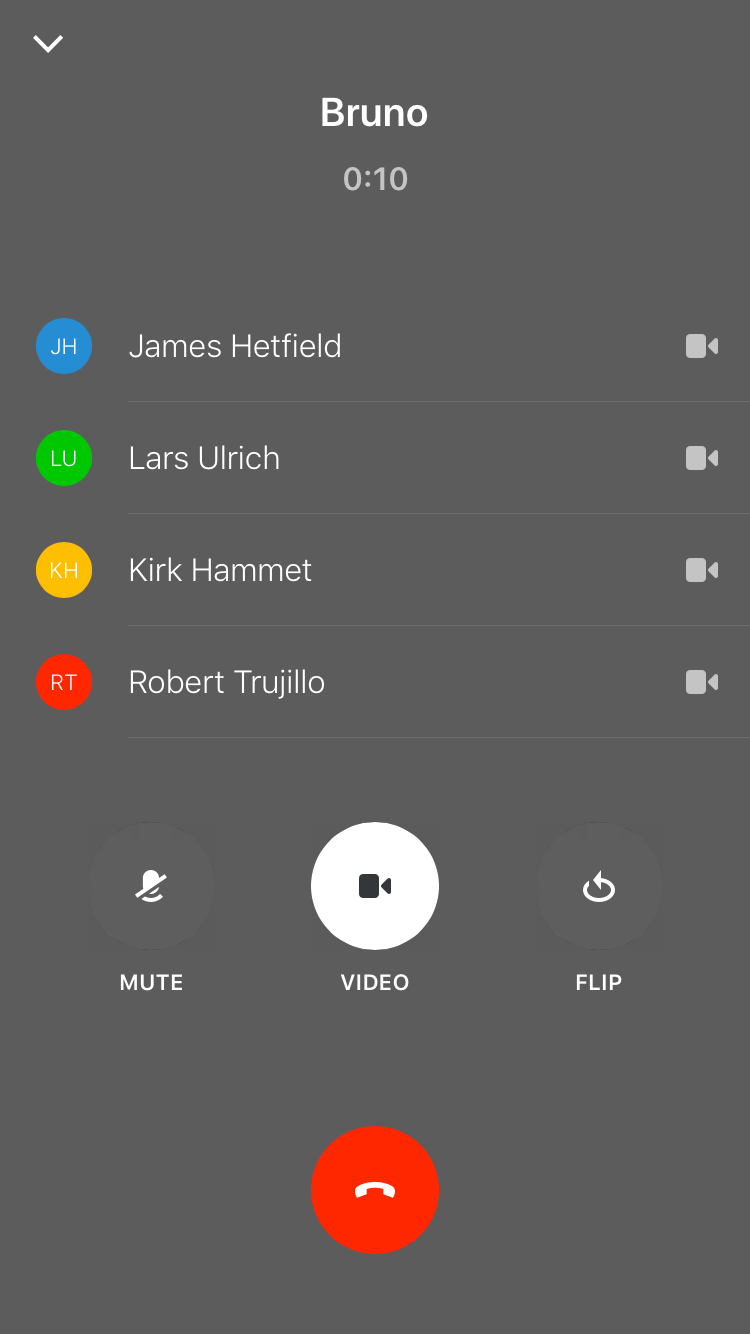 Bruno
0:10
JH James Hetfield
LU Lars Ulrich
KH Kirk Hammet
RT Robert Trujillo
MUTE VIDEO FLIP